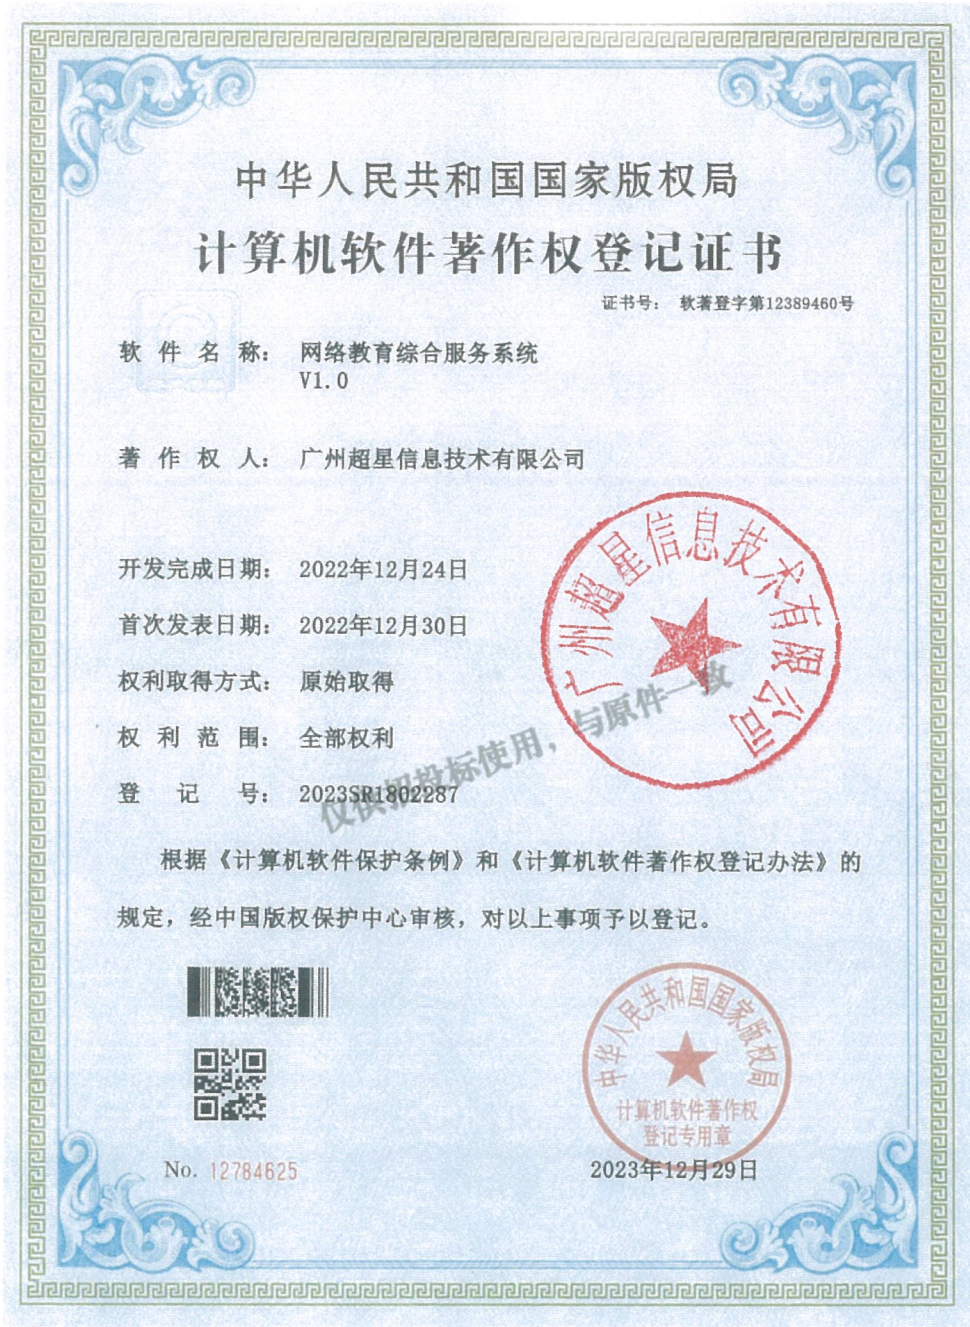 中华人民共和国国家版权局
计算机软件著作权登记证书
证书号： 软著登字第12389460号
软件名称： 网络教育综合服务系统
V1.0
著作权人： 广州超星信息技术有限公司
广州超星信息技术有限公司
开发完成日期： 2022年12月24日
首次发表日期： 2022年12月30日
权利取得方式： 原始取得
权利范围： 全部权利
登记号： 2023SR1802287
仅供招投标使用，与原件一致
根据《计算机软件保护条例》和《计算机软件著作权登记办法》的
规定，经中国版权保护中心审核，对以上事项予以登记。
中华人民共和国国家版权局
计算机软件著作权
登记专用章
No. 12784625
2023年12月29日